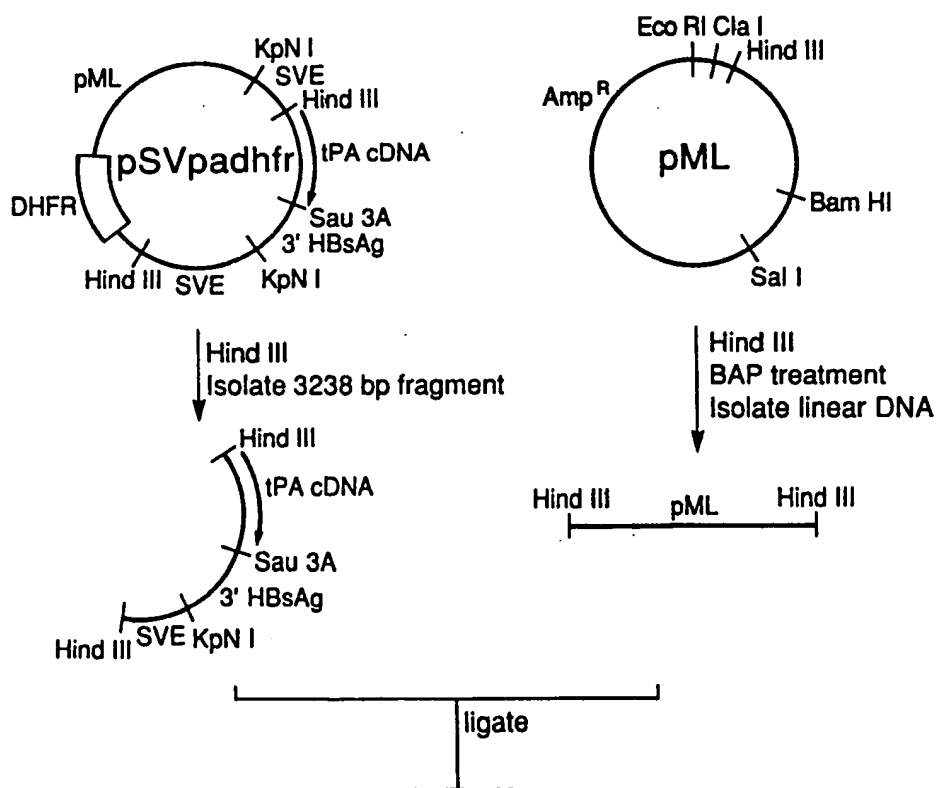 KpN I
SVE
Hind III
pML
pSVpadhfr
tPA cDNA
DHFR
Sau 3A
3' HBsAg
Hind III
SVE
KpN I
Eco RI
Cla I
Hind III
Amp R
pML
Bam HI
Sal I
Hind III
Isolate 3238 bp fragment
Hind III
BAP treatment
Isolate linear DNA
Hind III
tPA cDNA
Sau 3A
3' HBsAg
Hind III
SVE
KpN I
Hind III
pML
Hind III
ligate